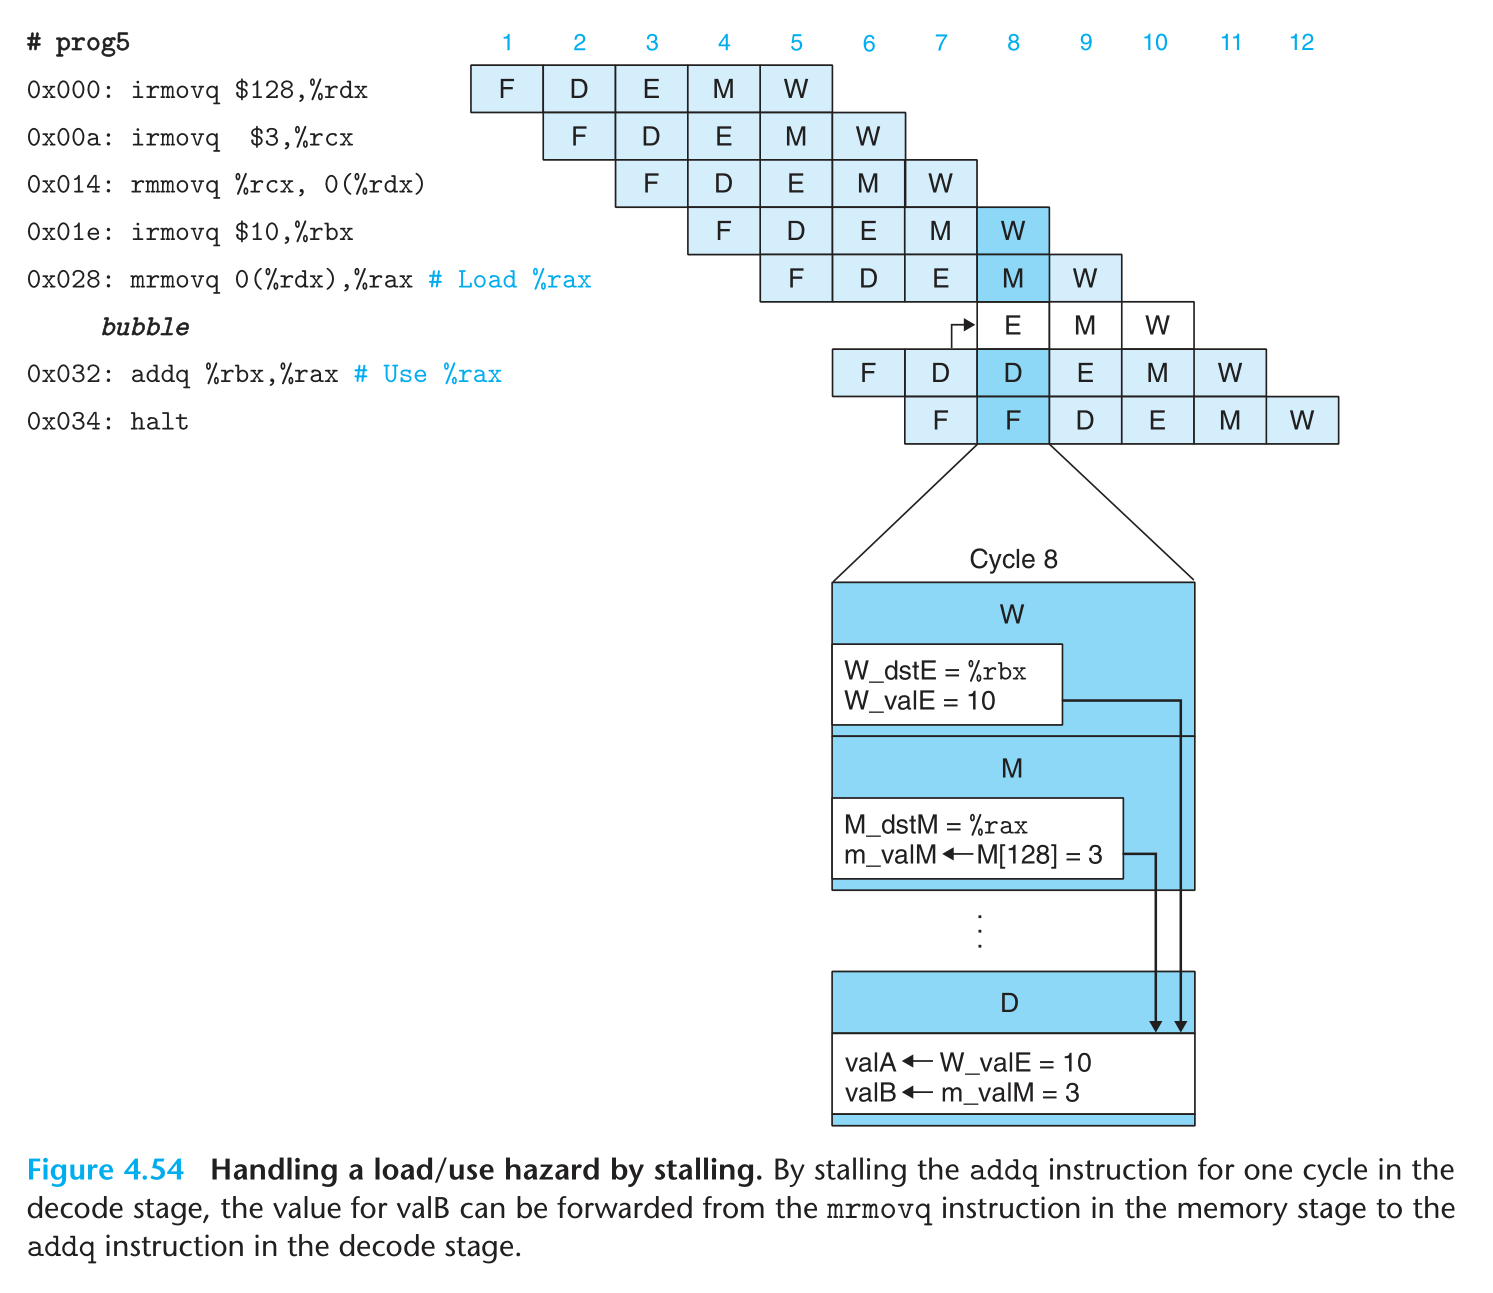 # prog5 1 2 3 4 5 6 7 8 9 10 11 12
0x000: irmovq $128,%rdx F D E M W
0x00a: irmovq  $3,%rcx F D E M W
0x014: rmmovq %rcx, 0(%rdx) F D E M W
0x01e: irmovq $10,%rbx F D E M W
0x028: mrmovq 0(%rdx),%rax # Load %rax F D E M W
bubble E M W
0x032: addq %rbx,%rax # Use %rax F D D E M W
0x034: halt F F D E M W
Cycle 8
W
W_dstE = %rbx
W_valE = 10
M
M_dstM = %rax
m_valM ← M[128] = 3
⋮
D
valA ← W_valE = 10
valB ← m_valM = 3
Figure 4.54 Handling a load/use hazard by stalling. By stalling the addq instruction for one cycle in the
decode stage, the value for valB can be forwarded from the mrmovq instruction in the memory stage to the
addq instruction in the decode stage.